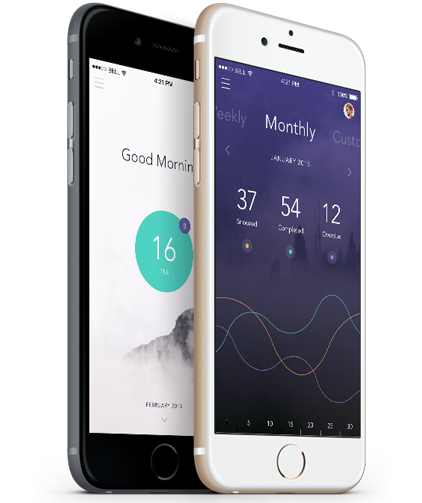 BELL
4:21 PM
Good Mornin
16
TUE
FEBRUARY 2015
BELL
4:21 PM
100%
Weekly
Monthly
Custo
JANUARY 2015
37
54
12
Snoozed
Completed
Overdue
5 10 15 20 25 30